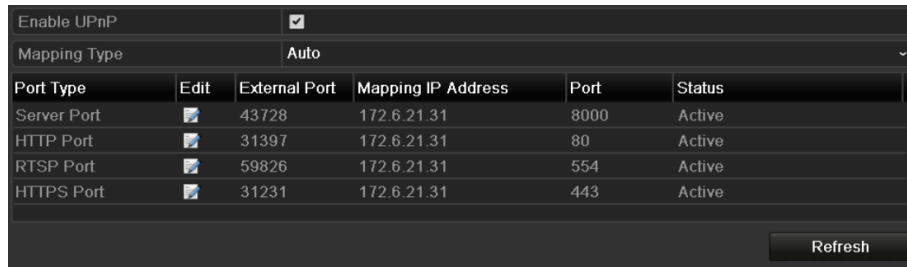 Enable UPnP
Mapping Type Auto
Port Type Edit External Port Mapping IP Address Port Status
Server Port 43728 172.6.21.31 8000 Active
HTTP Port 31397 172.6.21.31 80 Active
RTSP Port 59826 172.6.21.31 554 Active
HTTPS Port 31231 172.6.21.31 443 Active
Refresh